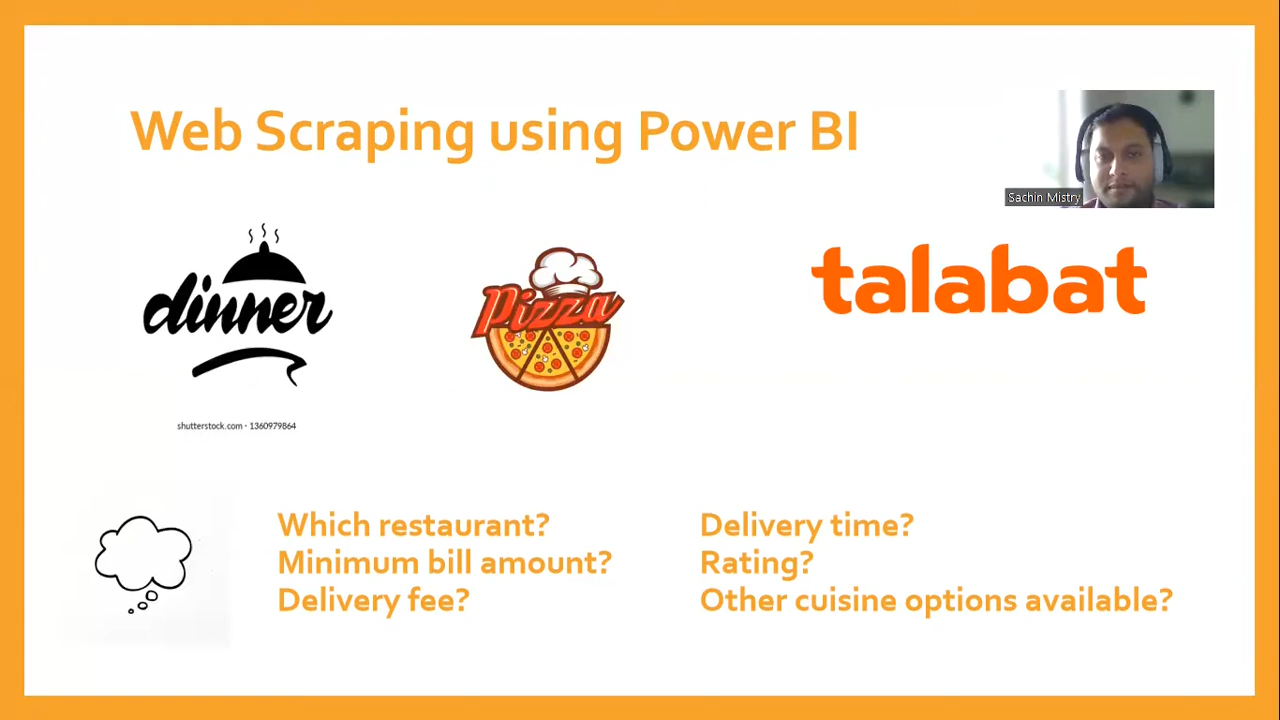 Web Scraping using Power BI
Sachin Mistry
dinner
Pizza
talabat
shutterstock.com · 1360979864
Which restaurant?
Minimum bill amount?
Delivery fee?
Delivery time?
Rating?
Other cuisine options available?